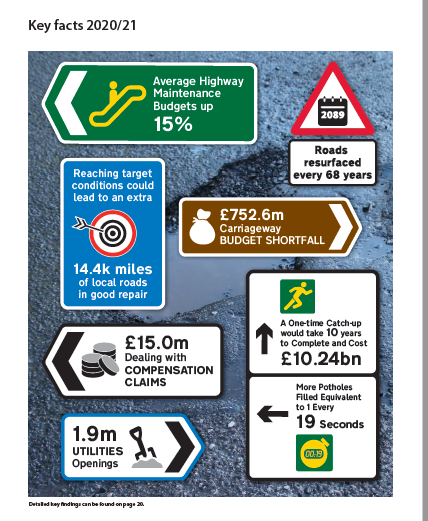 Key facts 2020/21
Average Highway
Maintenance
Budgets up
15%
2089
Roads
resurfaced
every 68 years
Reaching target
conditions could
lead to an extra
14.4k miles
of local roads
in good repair
£752.6m
Carriageway
BUDGET SHORTFALL
A One-time Catch-up
would take 10 years
to Complete and Cost
£10.24bn
£15.0m
Dealing with
COMPENSATION
CLAIMS
More Potholes
Filled Equivalent
to 1 Every
19 Seconds
00:19
1.9m
UTILITIES
Openings
Detailed key findings can be found on page 20.